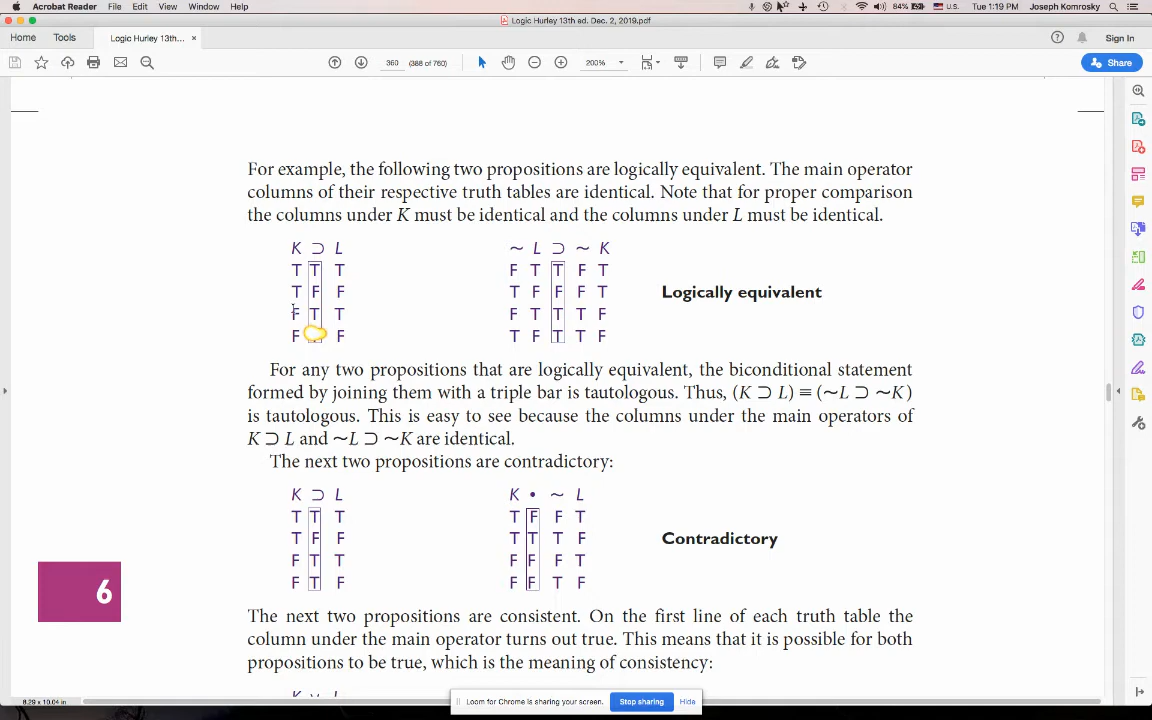 Acrobat Reader File Edit View Window Help 84% U.S. Tue 1:19 PM Joseph Komrosky
Logic Hurley 13th ed. Dec. 2, 2019.pdf
Home Tools Logic Hurley 13th... × Sign In
360 (388 of 760) 200% Share
For example, the following two propositions are logically equivalent. The main operator
columns of their respective truth tables are identical. Note that for proper comparison
the columns under K must be identical and the columns under L must be identical.
K ⊃ L ~ L ⊃ ~ K
T T T F T T F T
T F F T F F F T Logically equivalent
F T T F T T T F
F F T F T T F
For any two propositions that are logically equivalent, the biconditional statement
formed by joining them with a triple bar is tautologous. Thus, (K ⊃ L) ≡ (~L ⊃ ~K)
is tautologous. This is easy to see because the columns under the main operators of
K ⊃ L and ~L ⊃ ~K are identical.
The next two propositions are contradictory:
K ⊃ L K • ~ L
T T T T F F T
T F F T T T F Contradictory
F T T F F F T
F T F F F T F
6
The next two propositions are consistent. On the first line of each truth table the
column under the main operator turns out true. This means that it is possible for both
propositions to be true, which is the meaning of consistency:
K ∨ L
8.29 x 10.04 in
Loom for Chrome is sharing your screen. Stop sharing Hide